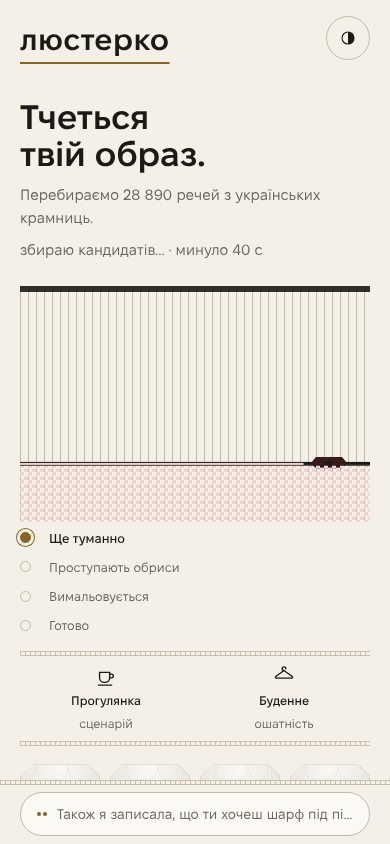 люстерко
Тчеться
твій образ.
Перебираємо 28 890 речей з українських
крамниць.
збираю кандидатів… · минуло 40 с
Ще туманно
Проступають обриси
Вимальовується
Готово
Прогулянка
сценарій
Буденне
ошатність
Також я записала, що ти хочеш шарф під пі…